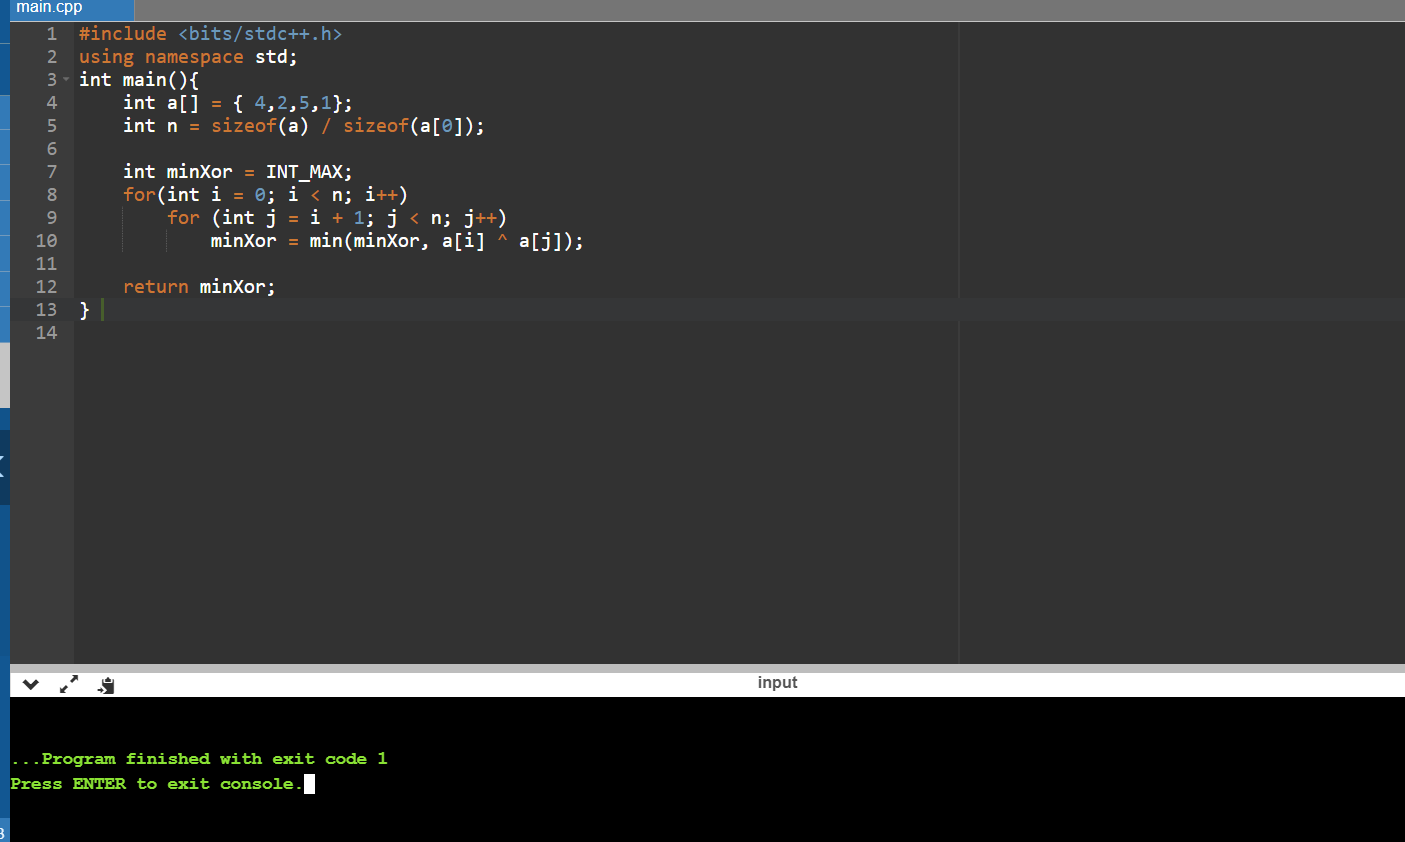 main.cpp
1 #include <bits/stdc++.h>
2 using namespace std;
3 int main(){
4     int a[] = { 4,2,5,1};
5     int n = sizeof(a) / sizeof(a[0]);
6
7     int minXor = INT_MAX;
8     for(int i = 0; i < n; i++)
9         for (int j = i + 1; j < n; j++)
10             minXor = min(minXor, a[i] ^ a[j]);
11
12     return minXor;
13 }
14
input
...Program finished with exit code 1
Press ENTER to exit console.